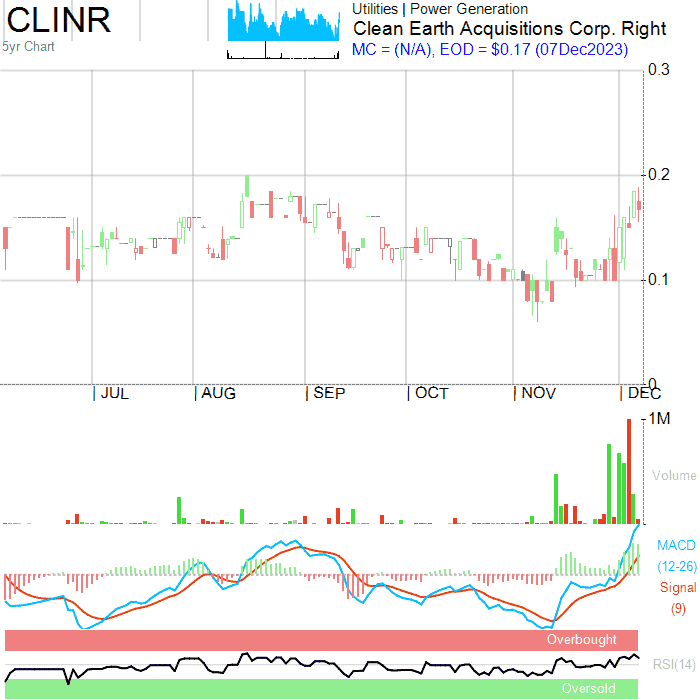 CLINR
5yr Chart
Utilities | Power Generation
Clean Earth Acquisitions Corp. Right
MC = (N/A), EOD = $0.17 (07Dec2023)
0.3
0.2
0.1
0
JUL AUG SEP OCT NOV DEC
1M
Volume
MACD
(12-26)
Signal
(9)
Overbought
RSI(14)
Oversold